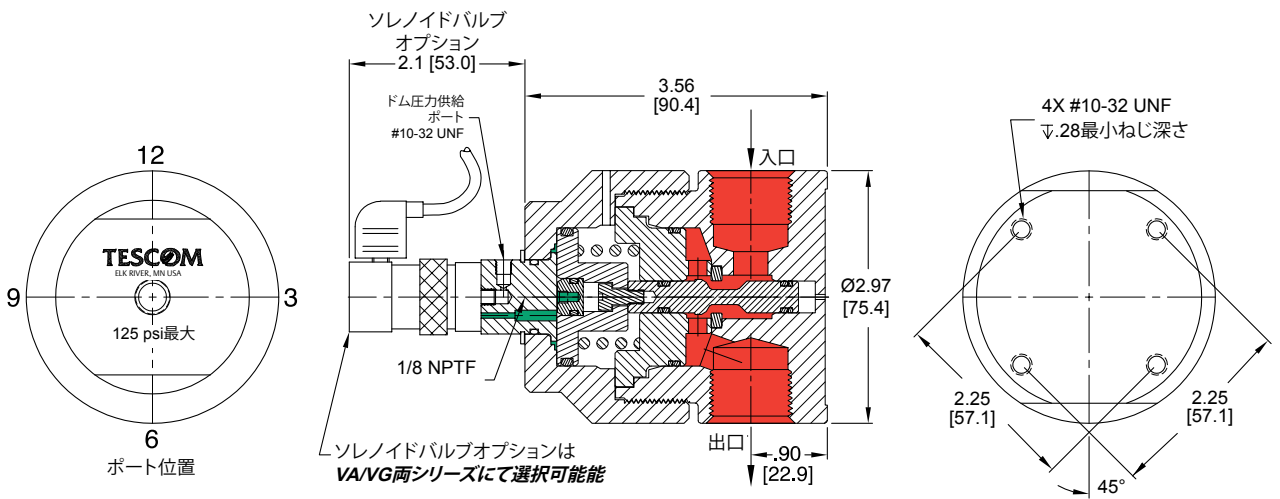 ソレノイドバルブ
オプション
2.1 [53.0]
ドム圧力供給
ポート
#10-32 UNF
3.56
[90.4]
入口
4X #10-32 UNF
↧.28最小ねじ深さ
12
TESCOM
ELK RIVER, MN USA
9
3
125 psi最大
6
ポート位置
1/8 NPTF
Ø2.97
[75.4]
ソレノイドバルブオプションは
VA/VG両シリーズにて選択可能能
出口
.90
[22.9]
2.25
[57.1]
2.25
[57.1]
45°